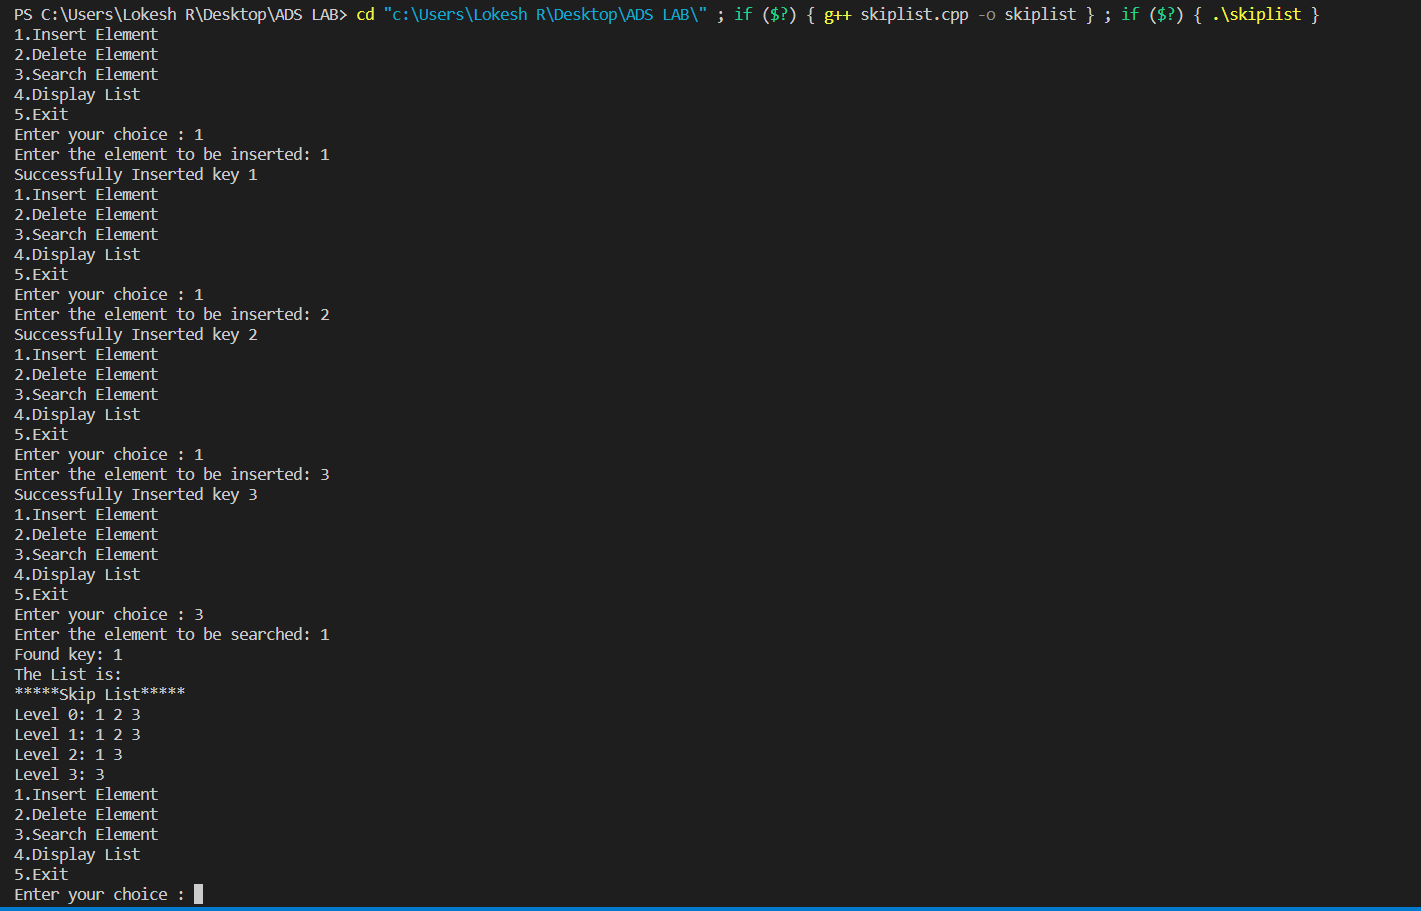 PS C:\Users\Lokesh R\Desktop\ADS LAB> cd "c:\Users\Lokesh R\Desktop\ADS LAB\" ; if ($?) { g++ skiplist.cpp -o skiplist } ; if ($?) { .\skiplist }
1.Insert Element
2.Delete Element
3.Search Element
4.Display List
5.Exit
Enter your choice : 1
Enter the element to be inserted: 1
Successfully Inserted key 1
1.Insert Element
2.Delete Element
3.Search Element
4.Display List
5.Exit
Enter your choice : 1
Enter the element to be inserted: 2
Successfully Inserted key 2
1.Insert Element
2.Delete Element
3.Search Element
4.Display List
5.Exit
Enter your choice : 1
Enter the element to be inserted: 3
Successfully Inserted key 3
1.Insert Element
2.Delete Element
3.Search Element
4.Display List
5.Exit
Enter your choice : 3
Enter the element to be searched: 1
Found key: 1
The List is:
*****Skip List*****
Level 0: 1 2 3
Level 1: 1 2 3
Level 2: 1 3
Level 3: 3
1.Insert Element
2.Delete Element
3.Search Element
4.Display List
5.Exit
Enter your choice :